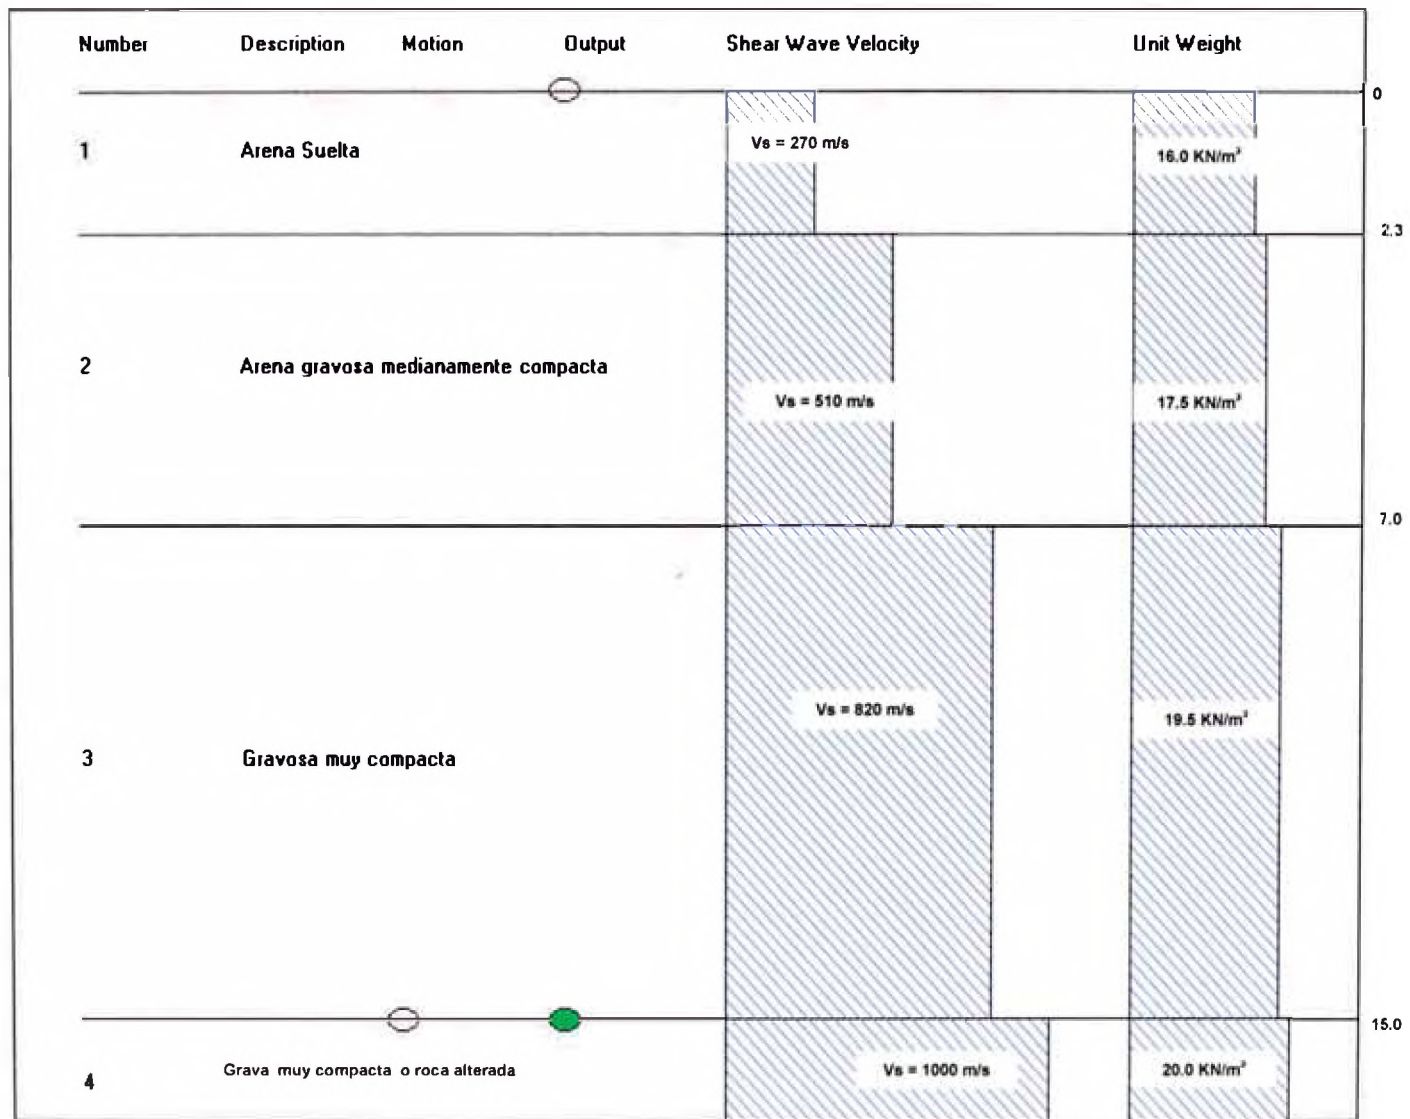 Number Description Motion Output Shear Wave Velocity Unit Weight
0
1 Arena Suelta Vs = 270 m/s 16.0 KN/m³
2.3
2 Arena gravosa medianamente compacta Vs = 510 m/s 17.5 KN/m³
7.0
3 Gravosa muy compacta Vs = 820 m/s 19.5 KN/m³
15.0
4 Grava muy compacta o roca alterada Vs = 1000 m/s 20.0 KN/m³